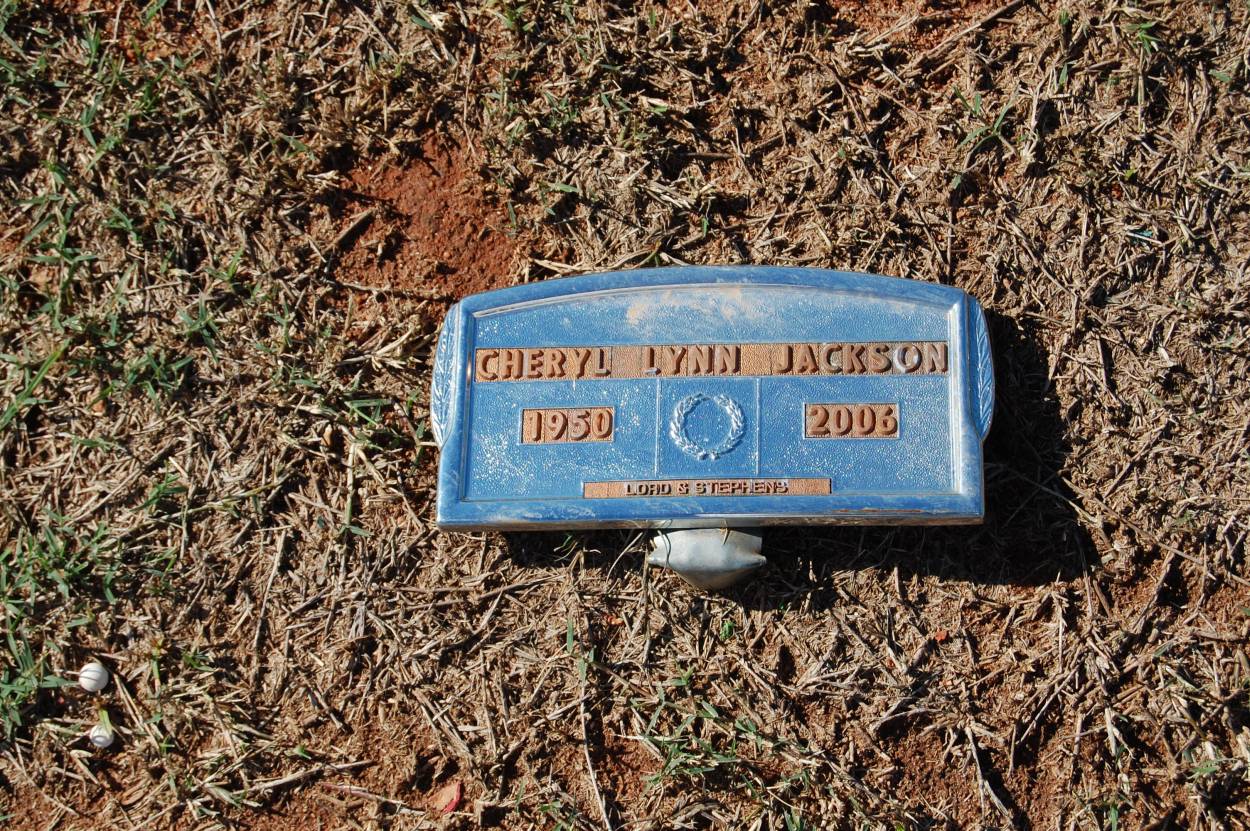 CHERYL LYNN JACKSON
1950 2006
LORD & STEPHENS